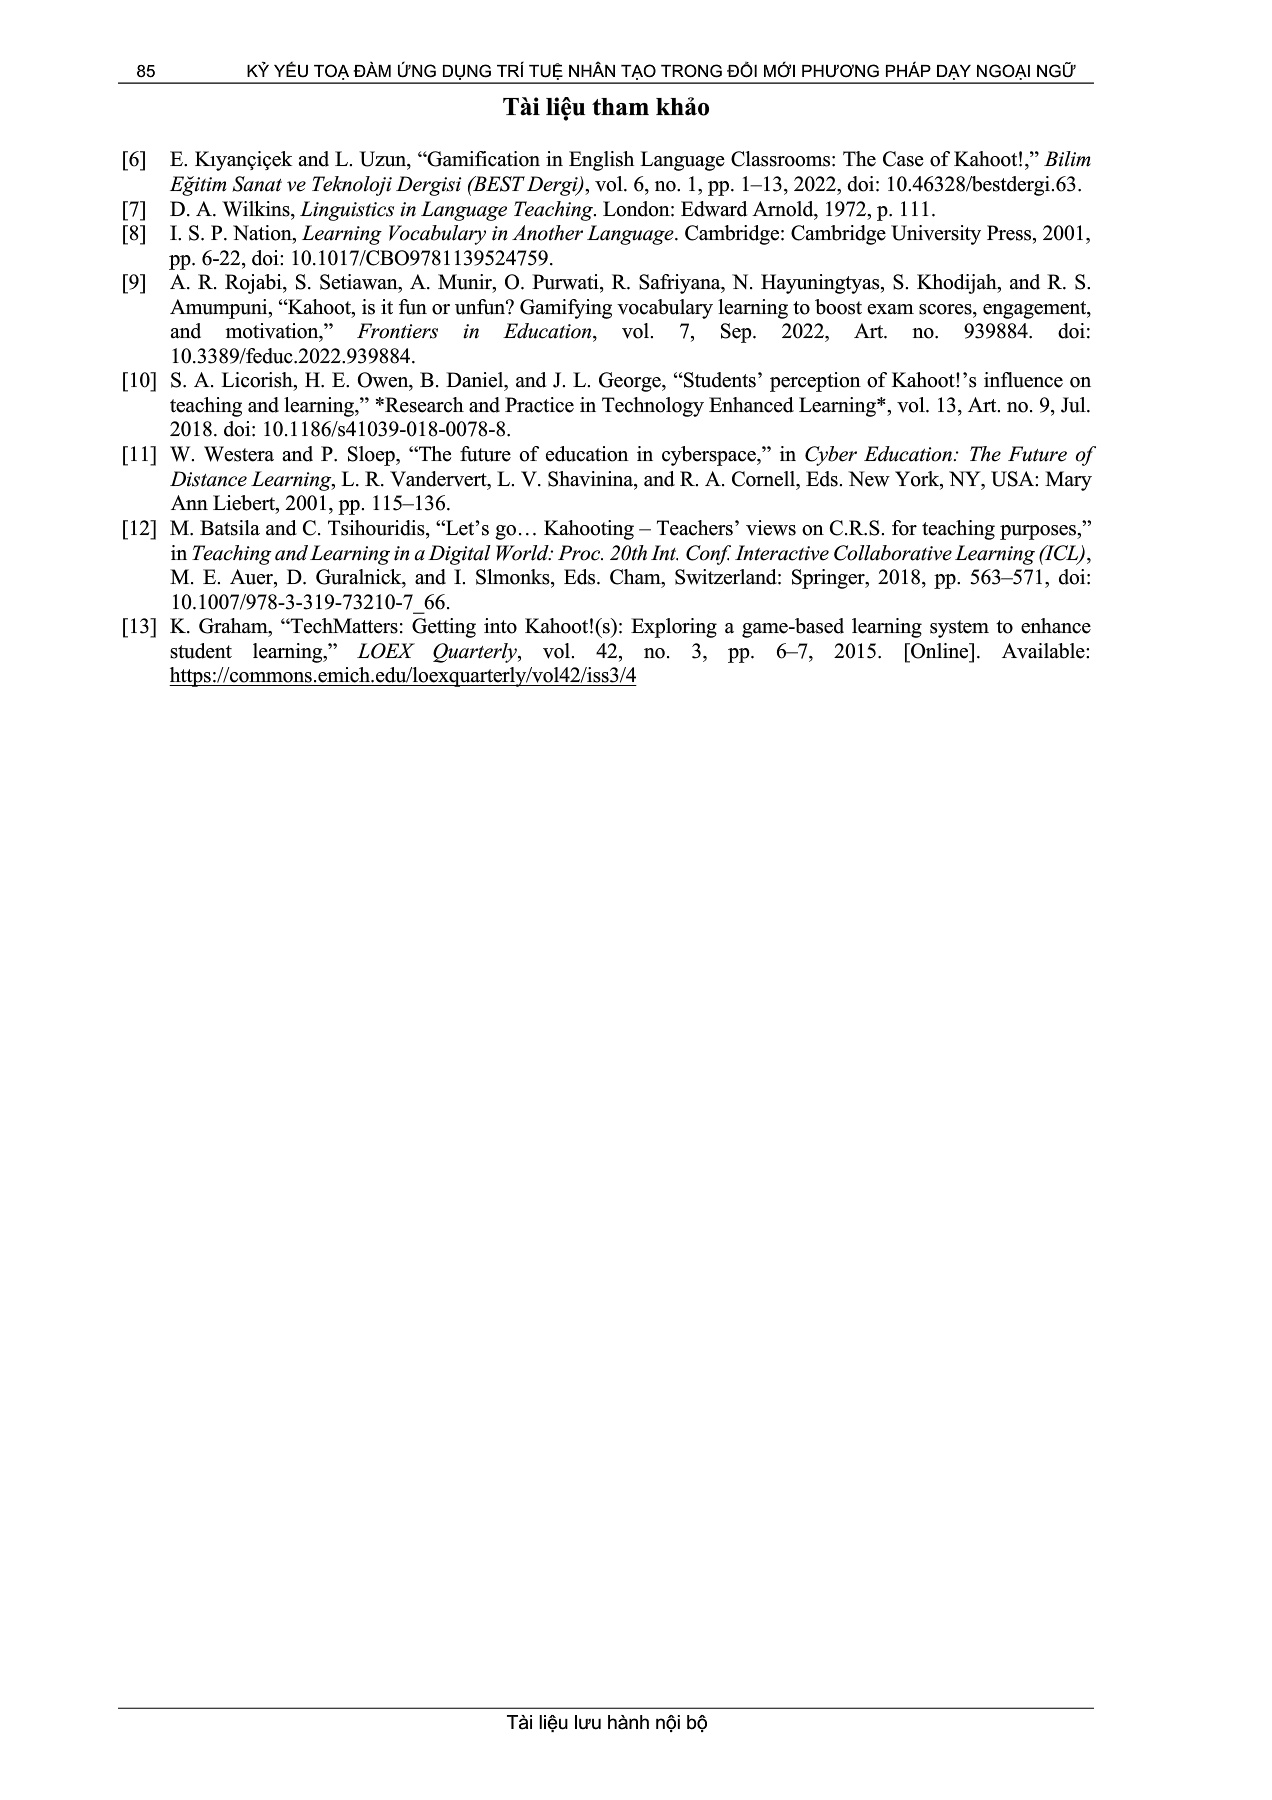 85 KỶ YẾU TOẠ ĐÀM ỨNG DỤNG TRÍ TUỆ NHÂN TẠO TRONG ĐỔI MỚI PHƯƠNG PHÁP DẠY NGOẠI NGỮ
Tài liệu tham khảo
[6] E. Kıyançiçek and L. Uzun, “Gamification in English Language Classrooms: The Case of Kahoot!,” Bilim
Eğitim Sanat ve Teknoloji Dergisi (BEST Dergi), vol. 6, no. 1, pp. 1–13, 2022, doi: 10.46328/bestdergi.63.
[7] D. A. Wilkins, Linguistics in Language Teaching. London: Edward Arnold, 1972, p. 111.
[8] I. S. P. Nation, Learning Vocabulary in Another Language. Cambridge: Cambridge University Press, 2001,
pp. 6-22, doi: 10.1017/CBO9781139524759.
[9] A. R. Rojabi, S. Setiawan, A. Munir, O. Purwati, R. Safriyana, N. Hayuningtyas, S. Khodijah, and R. S.
Amumpuni, “Kahoot, is it fun or unfun? Gamifying vocabulary learning to boost exam scores, engagement,
and motivation,” Frontiers in Education, vol. 7, Sep. 2022, Art. no. 939884. doi:
10.3389/feduc.2022.939884.
[10] S. A. Licorish, H. E. Owen, B. Daniel, and J. L. George, “Students’ perception of Kahoot!’s influence on
teaching and learning,” *Research and Practice in Technology Enhanced Learning*, vol. 13, Art. no. 9, Jul.
2018. doi: 10.1186/s41039-018-0078-8.
[11] W. Westera and P. Sloep, “The future of education in cyberspace,” in Cyber Education: The Future of
Distance Learning, L. R. Vandervert, L. V. Shavinina, and R. A. Cornell, Eds. New York, NY, USA: Mary
Ann Liebert, 2001, pp. 115–136.
[12] M. Batsila and C. Tsihouridis, “Let’s go… Kahooting – Teachers’ views on C.R.S. for teaching purposes,”
in Teaching and Learning in a Digital World: Proc. 20th Int. Conf. Interactive Collaborative Learning (ICL),
M. E. Auer, D. Guralnick, and I. Slmonks, Eds. Cham, Switzerland: Springer, 2018, pp. 563–571, doi:
10.1007/978-3-319-73210-7_66.
[13] K. Graham, “TechMatters: Getting into Kahoot!(s): Exploring a game-based learning system to enhance
student learning,” LOEX Quarterly, vol. 42, no. 3, pp. 6–7, 2015. [Online]. Available:
https://commons.emich.edu/loexquarterly/vol42/iss3/4
Tài liệu lưu hành nội bộ